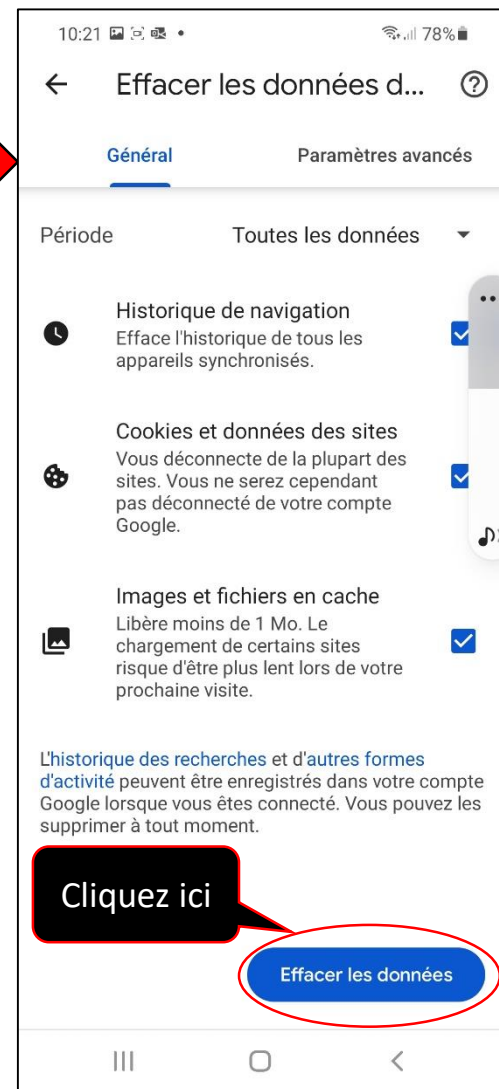 10:21 78%
Effacer les données d...
Général Paramètres avancés
Période Toutes les données
Historique de navigation
Efface l'historique de tous les
appareils synchronisés.
Cookies et données des sites
Vous déconnecte de la plupart des
sites. Vous ne serez cependant
pas déconnecté de votre compte
Google.
Images et fichiers en cache
Libère moins de 1 Mo. Le
chargement de certains sites
risque d'être plus lent lors de votre
prochaine visite.
L'historique des recherches et d'autres formes
d'activité peuvent être enregistrés dans votre compte
Google lorsque vous êtes connecté. Vous pouvez les
supprimer à tout moment.
Cliquez ici
Effacer les données